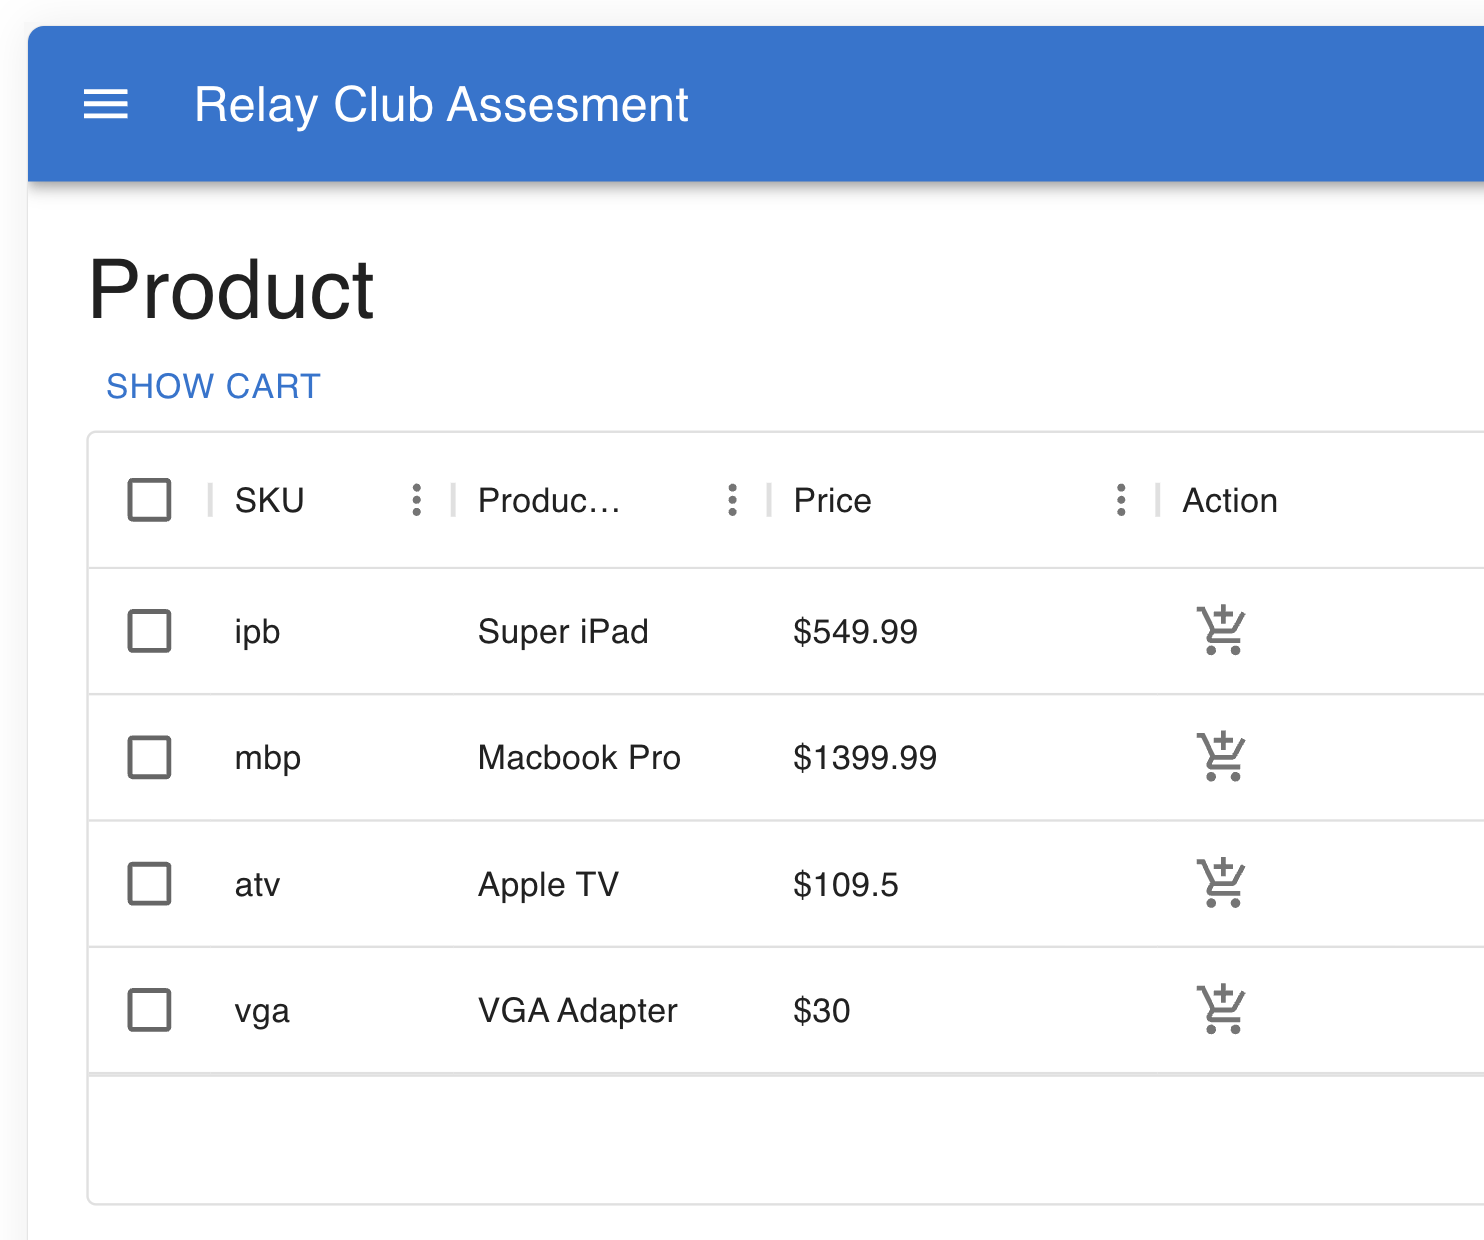 Relay Club Assesment
Product
SHOW CART
SKU Produc... Price Action
ipb Super iPad $549.99
mbp Macbook Pro $1399.99
atv Apple TV $109.5
vga VGA Adapter $30